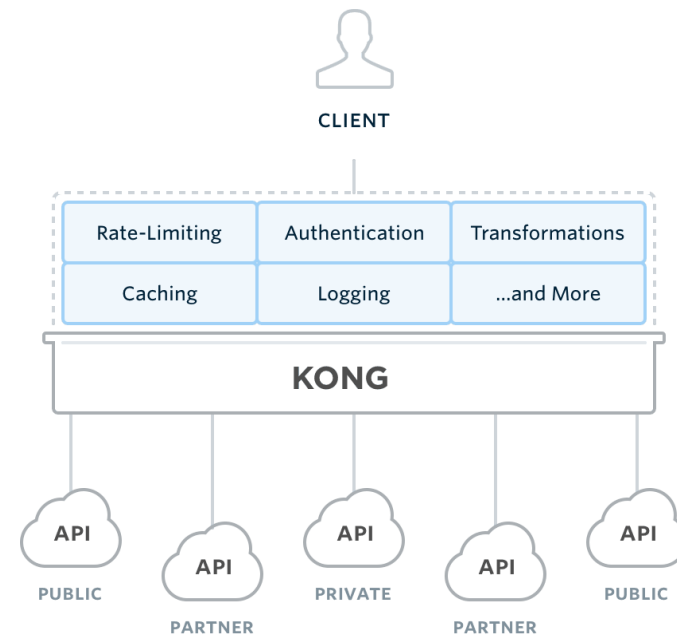 CLIENT
Rate-Limiting
Authentication
Transformations
Caching
Logging
...and More
KONG
API
API
API
API
API
PUBLIC
PARTNER
PRIVATE
PARTNER
PUBLIC